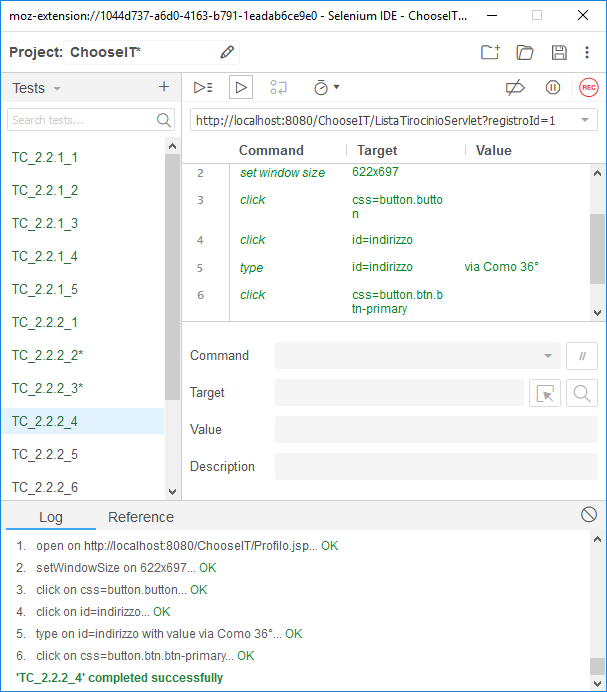 moz-extension://1044d737-a6d0-4163-b791-1eadab6ce9e0 - Selenium IDE - ChooseIT...
Project: ChooseIT*
Tests
Search tests...
TC_2.2.1_1
TC_2.2.1_2
TC_2.2.1_3
TC_2.2.1_4
TC_2.2.1_5
TC_2.2.2_1
TC_2.2.2_2*
TC_2.2.2_3*
TC_2.2.2_4
TC_2.2.2_5
TC_2.2.2_6
REC
http://localhost:8080/ChooseIT/ListaTirocinioServlet?registroId=1
Command Target Value
2 set window size 622x697
3 click css=button.butto
n
4 click id=indirizzo
5 type id=indirizzo via Como 36°
6 click css=button.btn.b
tn-primary
Command //
Target
Value
Description
Log Reference
1. open on http://localhost:8080/ChooseIT/Profilo.jsp... OK
2. setWindowSize on 622x697... OK
3. click on css=button.button... OK
4. click on id=indirizzo... OK
5. type on id=indirizzo with value via Como 36°... OK
6. click on css=button.btn.btn-primary... OK
'TC_2.2.2_4' completed successfully